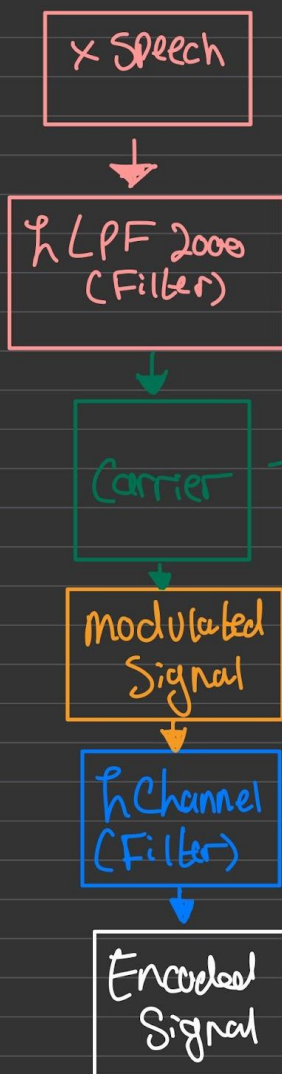 x Speech
h LPF 2000
(Filter)
Carrier
modulated
Signal
h Channel
(Filter)
Encoded
Signal